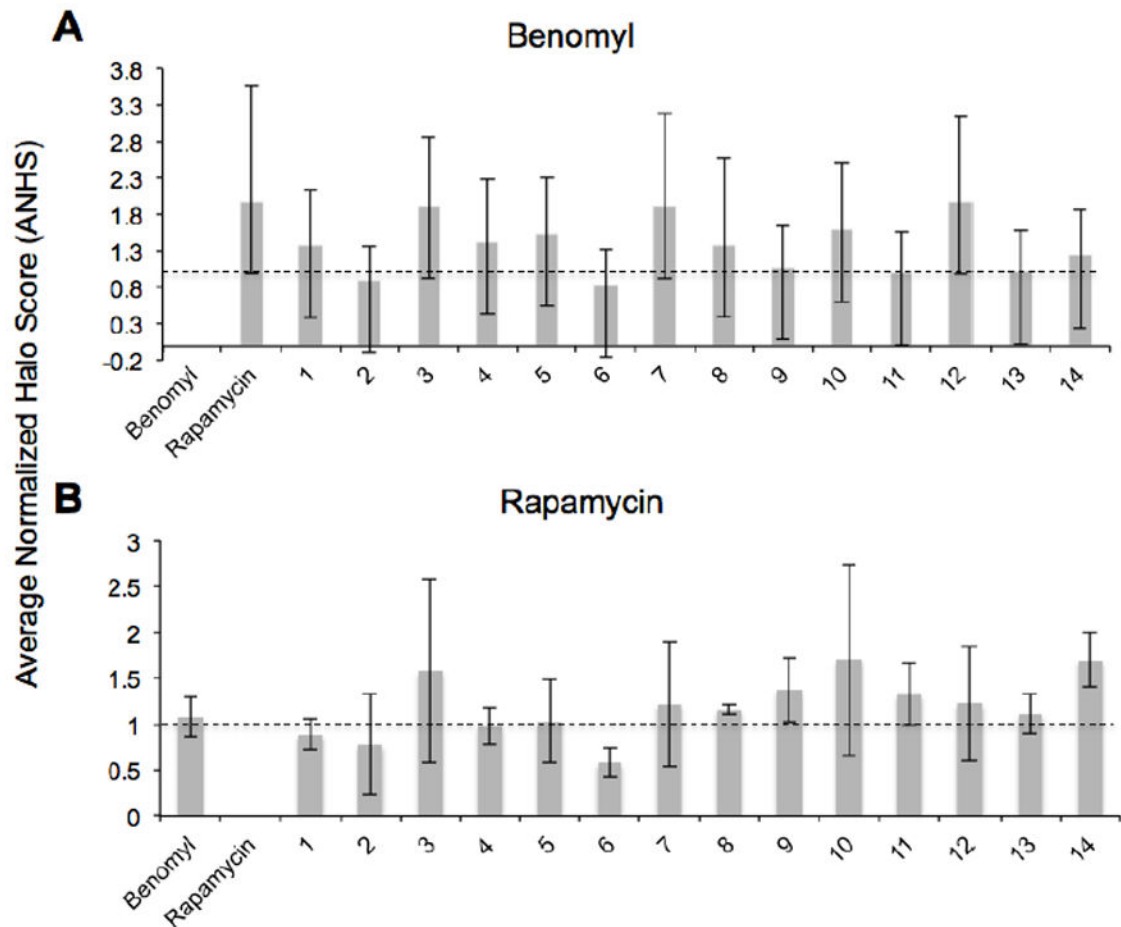 A
Benomyl
Average Normalized Halo Score (ANHS)
3.8
3.3
2.8
2.3
1.8
1.3
0.8
0.3
-0.2
Benomyl Rapamycin 1 2 3 4 5 6 7 8 9 10 11 12 13 14
B
Rapamycin
3
2.5
2
1.5
1
0.5
0
Benomyl Rapamycin 1 2 3 4 5 6 7 8 9 10 11 12 13 14